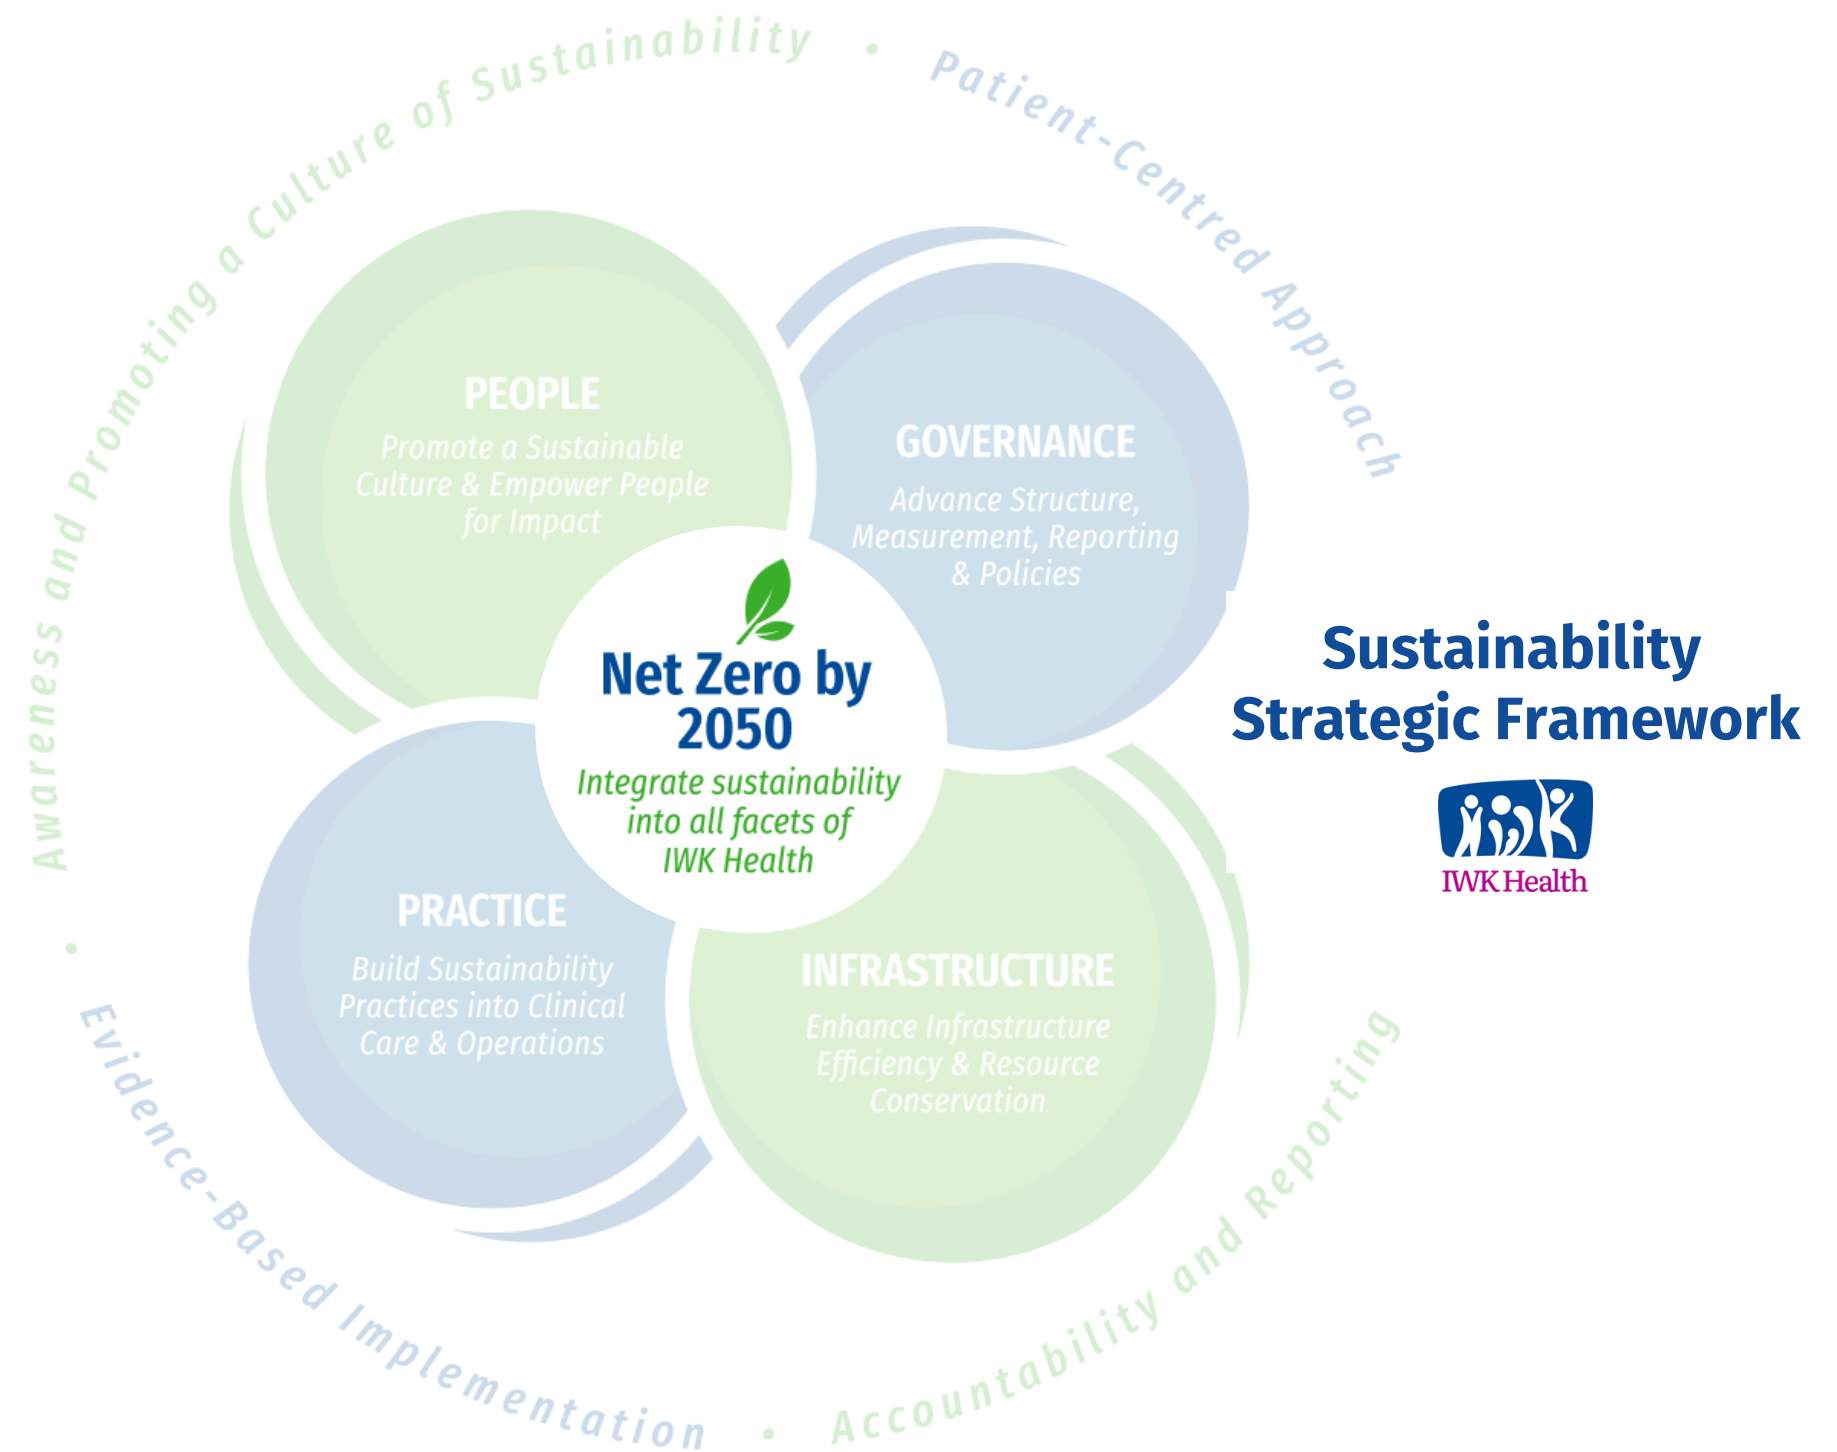 Awareness and Promoting a Culture of Sustainability
•
Patient-Centred Approach
PEOPLE
Promote a Sustainable
Culture & Empower People
for Impact
GOVERNANCE
Advance Structure,
Measurement, Reporting
& Policies
Net Zero by
2050
Integrate sustainability
into all facets of
IWK Health
Sustainability
Strategic Framework
IWK
IWK Health
PRACTICE
Build Sustainability
Practices into Clinical
Care & Operations
INFRASTRUCTURE
Enhance Infrastructure
Efficiency & Resource
Conservation
•
Evidence-Based Implementation
•
Accountability and Reporting